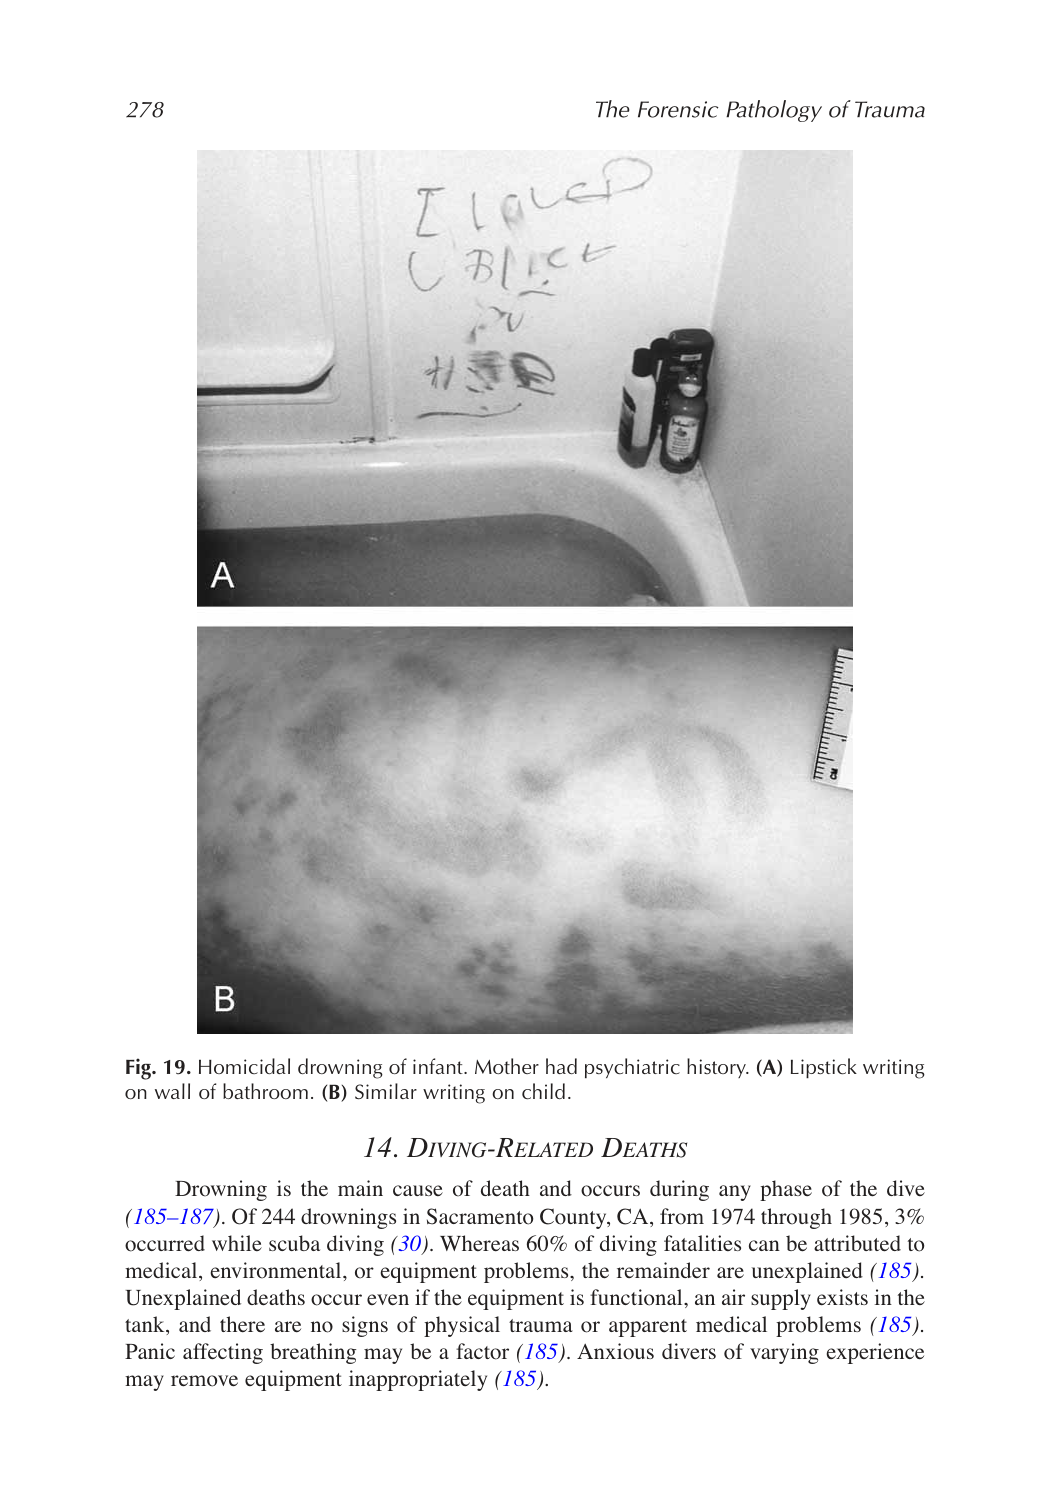 278
The Forensic Pathology of Trauma
I LOVED
U
A
CM
B
Fig. 19. Homicidal drowning of infant. Mother had psychiatric history. (A) Lipstick writing
on wall of bathroom. (B) Similar writing on child.
14. DIVING-RELATED DEATHS
Drowning is the main cause of death and occurs during any phase of the dive
(185–187). Of 244 drownings in Sacramento County, CA, from 1974 through 1985, 3%
occurred while scuba diving (30). Whereas 60% of diving fatalities can be attributed to
medical, environmental, or equipment problems, the remainder are unexplained (185).
Unexplained deaths occur even if the equipment is functional, an air supply exists in the
tank, and there are no signs of physical trauma or apparent medical problems (185).
Panic affecting breathing may be a factor (185). Anxious divers of varying experience
may remove equipment inappropriately (185).